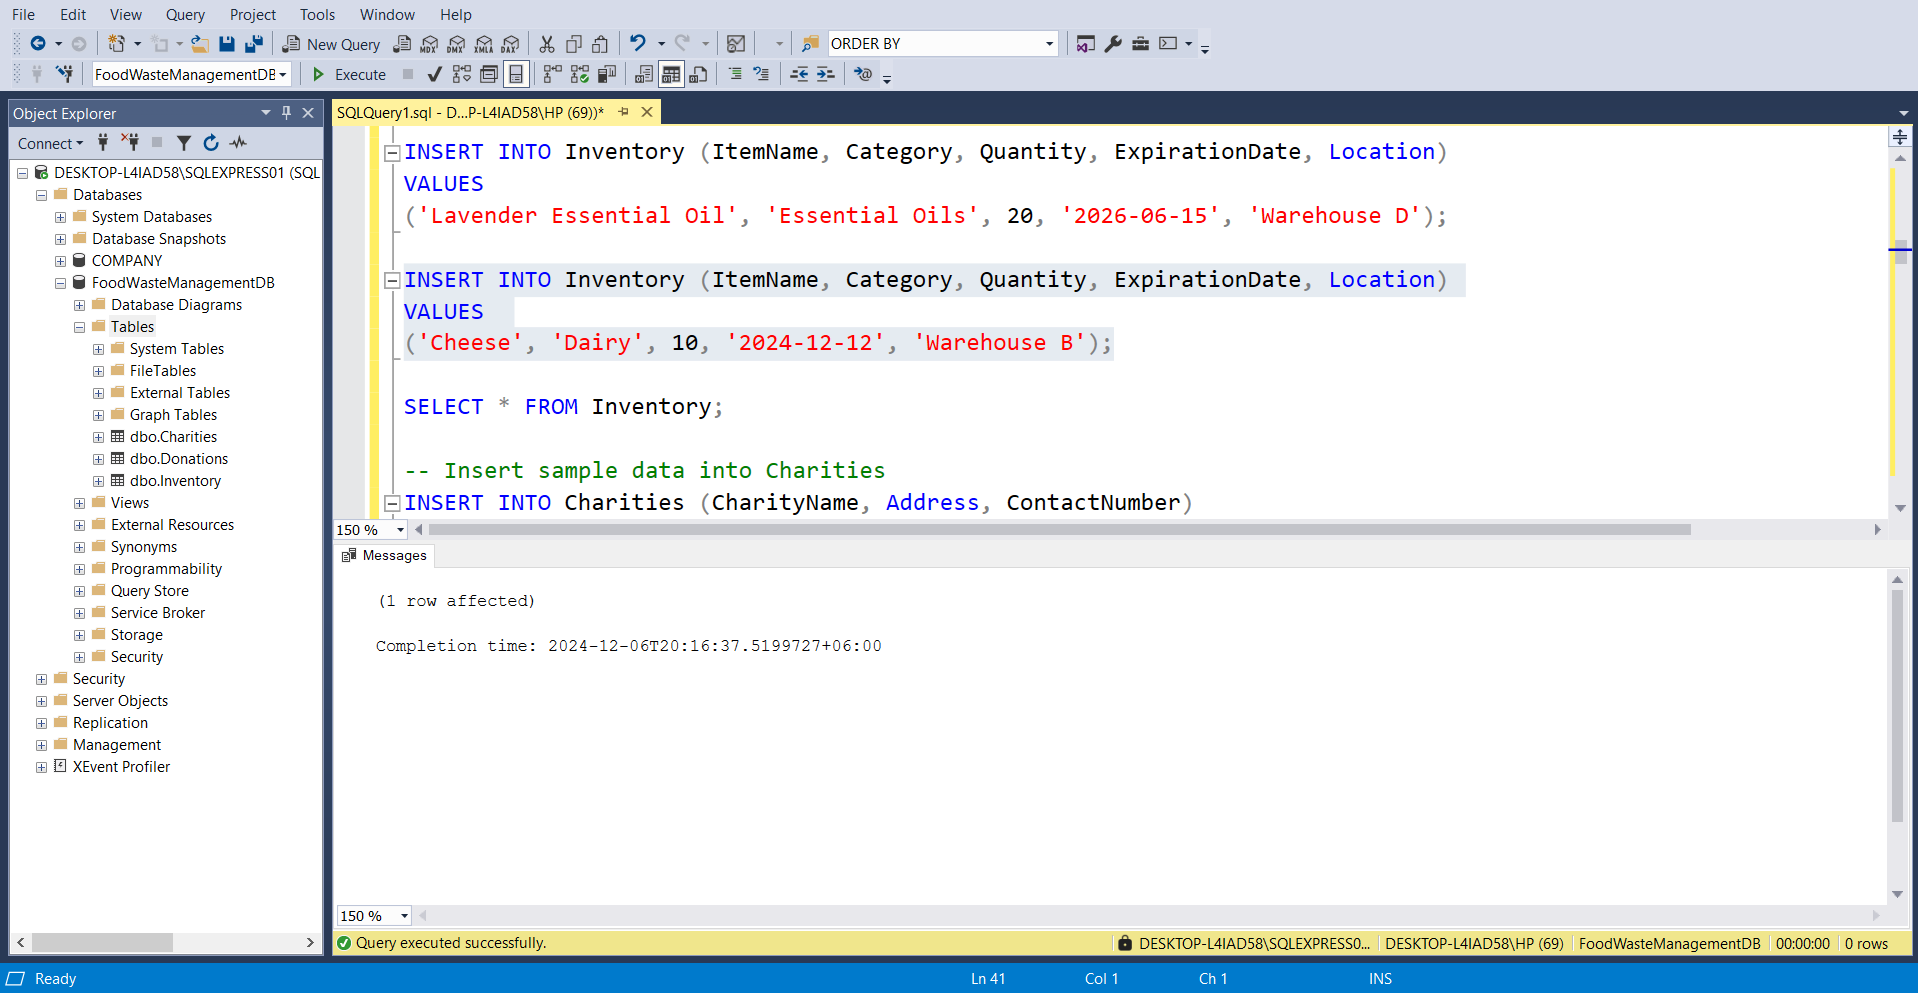 File Edit View Query Project Tools Window Help
New Query MDX DMX XMLA DAX ORDER BY
FoodWasteManagementDB Execute
Object Explorer
Connect
DESKTOP-L4IAD58\SQLEXPRESS01 (SQL
Databases
System Databases
Database Snapshots
COMPANY
FoodWasteManagementDB
Database Diagrams
Tables
System Tables
FileTables
External Tables
Graph Tables
dbo.Charities
dbo.Donations
dbo.Inventory
Views
External Resources
Synonyms
Programmability
Query Store
Service Broker
Storage
Security
Security
Server Objects
Replication
Management
XEvent Profiler
SQLQuery1.sql - D...P-L4IAD58\HP (69))*
INSERT INTO Inventory (ItemName, Category, Quantity, ExpirationDate, Location)
VALUES
('Lavender Essential Oil', 'Essential Oils', 20, '2026-06-15', 'Warehouse D');
INSERT INTO Inventory (ItemName, Category, Quantity, ExpirationDate, Location)
VALUES
('Cheese', 'Dairy', 10, '2024-12-12', 'Warehouse B');
SELECT * FROM Inventory;
-- Insert sample data into Charities
INSERT INTO Charities (CharityName, Address, ContactNumber)
150 %
Messages
(1 row affected)
Completion time: 2024-12-06T20:16:37.5199727+06:00
150 %
Query executed successfully. DESKTOP-L4IAD58\SQLEXPRESS0... DESKTOP-L4IAD58\HP (69) FoodWasteManagementDB 00:00:00 0 rows
Ready Ln 41 Col 1 Ch 1 INS